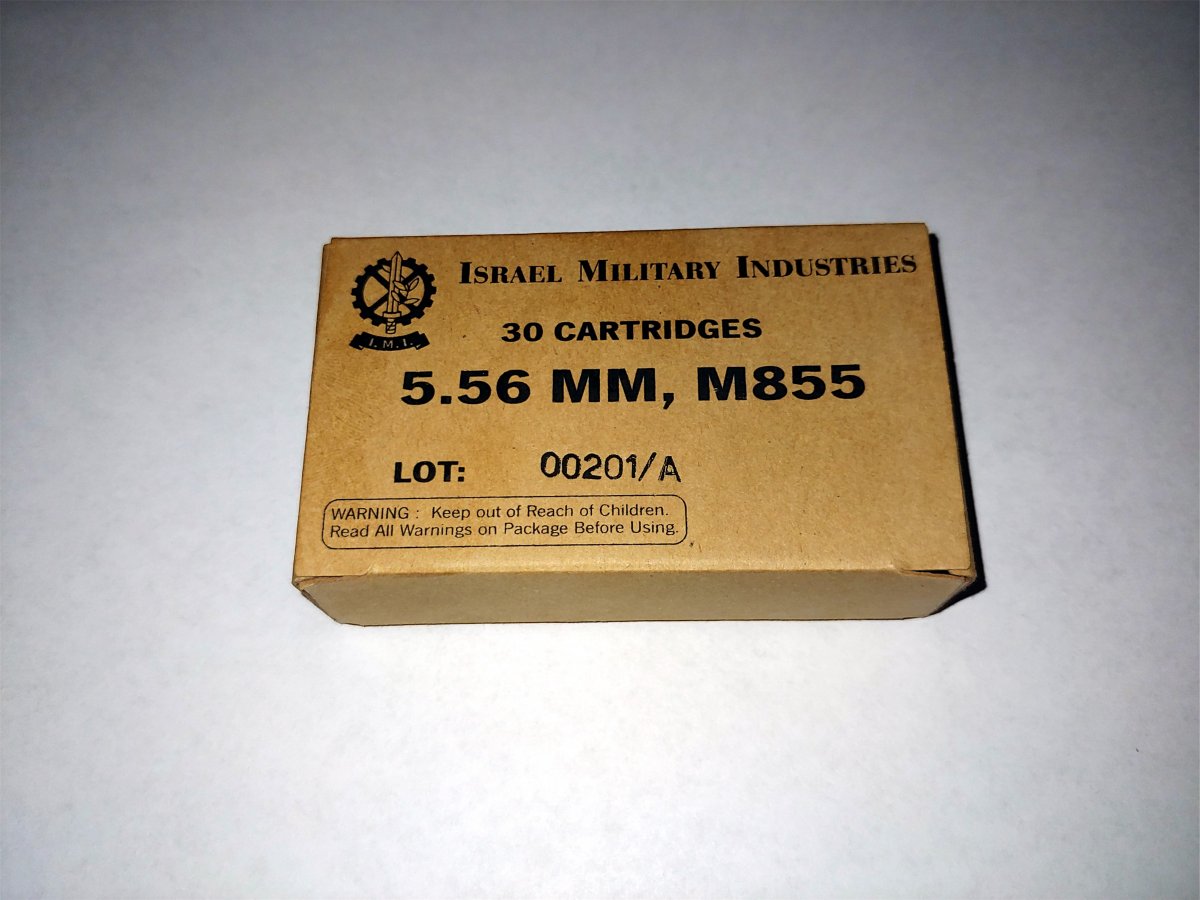 ISRAEL MILITARY INDUSTRIES
I.M.I.
30 CARTRIDGES
5.56 MM, M855
LOT: 00201/A
WARNING : Keep out of Reach of Children.
Read All Warnings on Package Before Using.